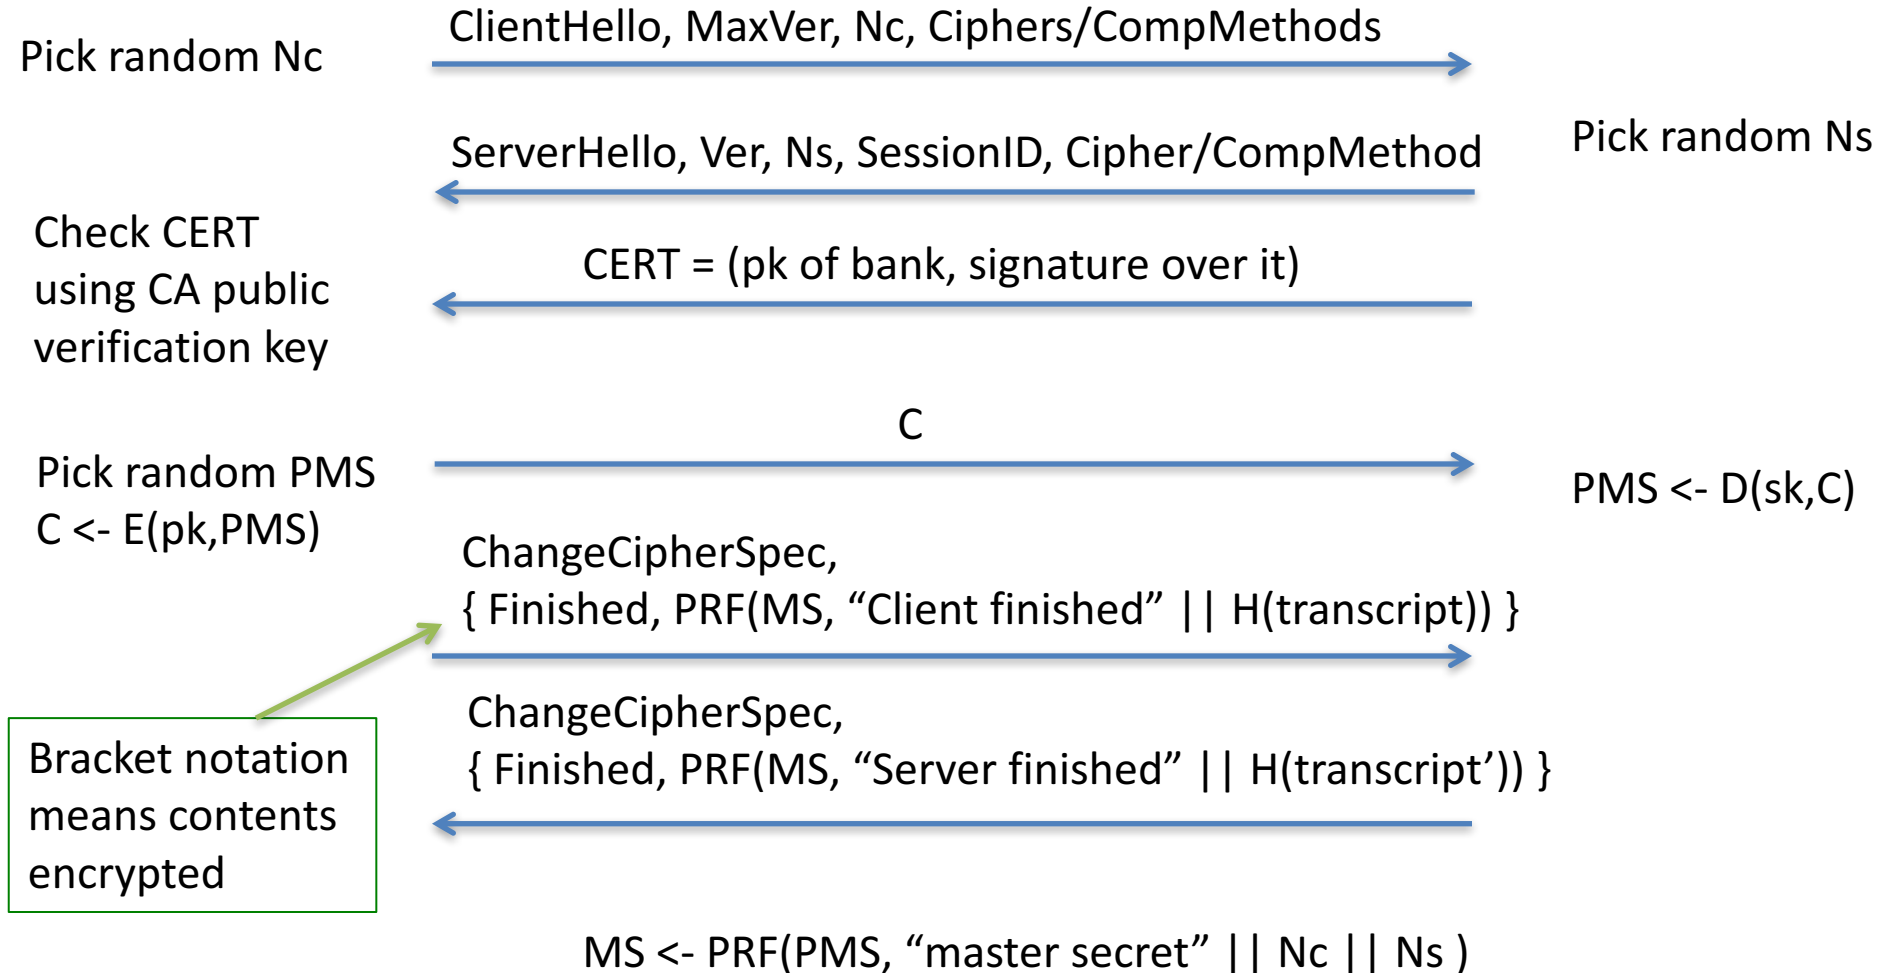 Pick random Nc
ClientHello, MaxVer, Nc, Ciphers/CompMethods
Pick random Ns
ServerHello, Ver, Ns, SessionID, Cipher/CompMethod
Check CERT
using CA public
verification key
CERT = (pk of bank, signature over it)
C
Pick random PMS
C <- E(pk,PMS)
PMS <- D(sk,C)
ChangeCipherSpec,
{ Finished, PRF(MS, “Client finished” || H(transcript)) }
ChangeCipherSpec,
{ Finished, PRF(MS, “Server finished” || H(transcript’)) }
Bracket notation
means contents
encrypted
MS <- PRF(PMS, “master secret” || Nc || Ns )